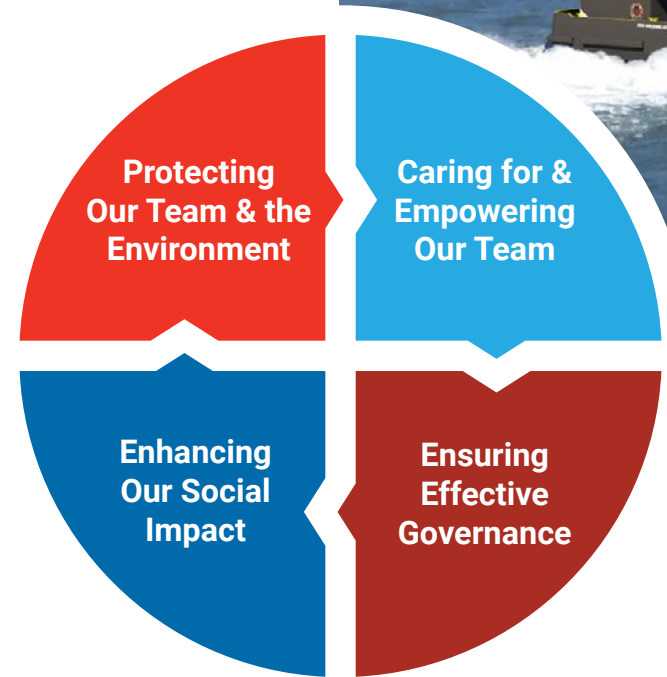 Protecting
Our Team & the
Environment
Caring for &
Empowering
Our Team
Enhancing
Our Social
Impact
Ensuring
Effective
Governance